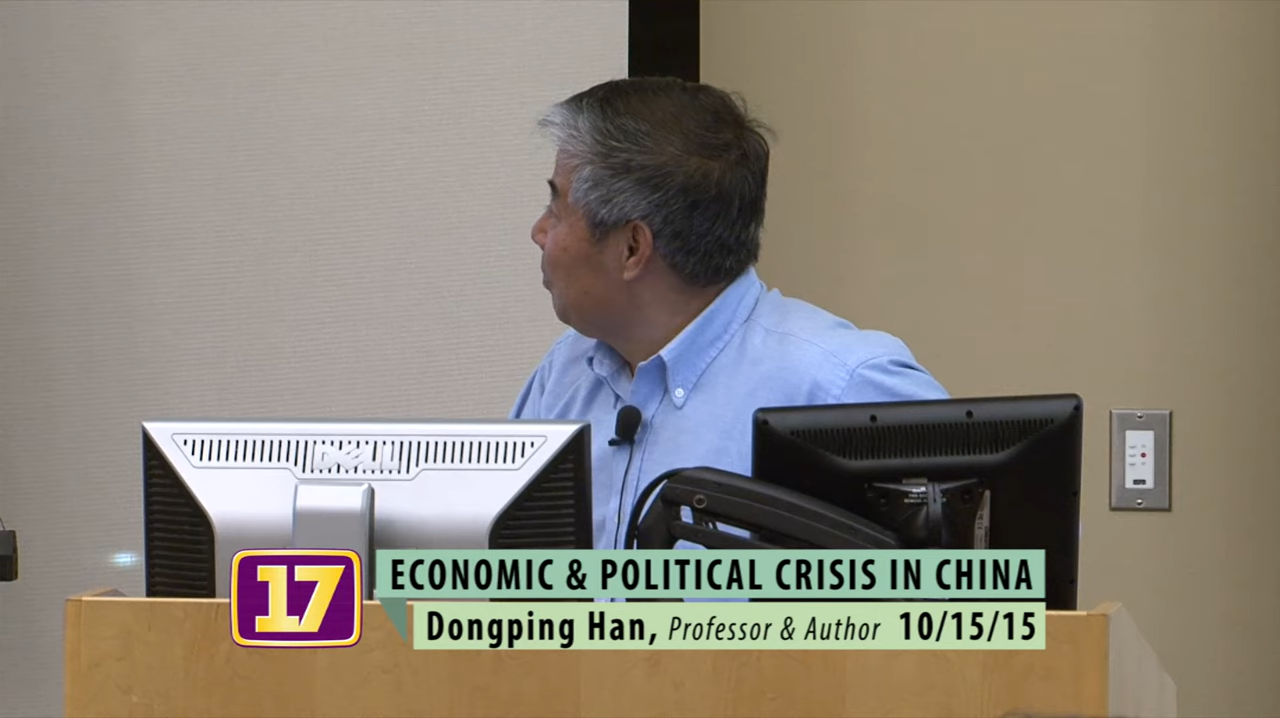 DELL
17
ECONOMIC & POLITICAL CRISIS IN CHINA
Dongping Han, Professor & Author 10/15/15